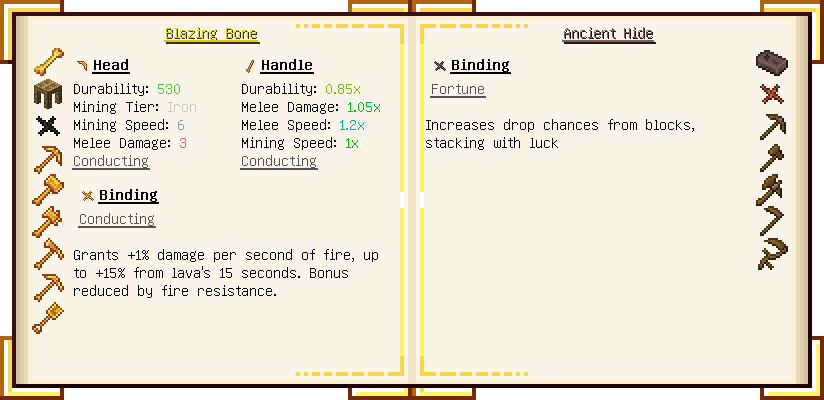 Blazing Bone
Head
Durability: 530
Mining Tier: Iron
Mining Speed: 6
Melee Damage: 3
Conducting
Handle
Durability: 0.85x
Melee Damage: 1.05x
Melee Speed: 1.2x
Mining Speed: 1x
Conducting
Binding
Conducting
Grants +1% damage per second of fire, up
to +15% from lava's 15 seconds. Bonus
reduced by fire resistance.
Ancient Hide
Binding
Fortune
Increases drop chances from blocks,
stacking with luck